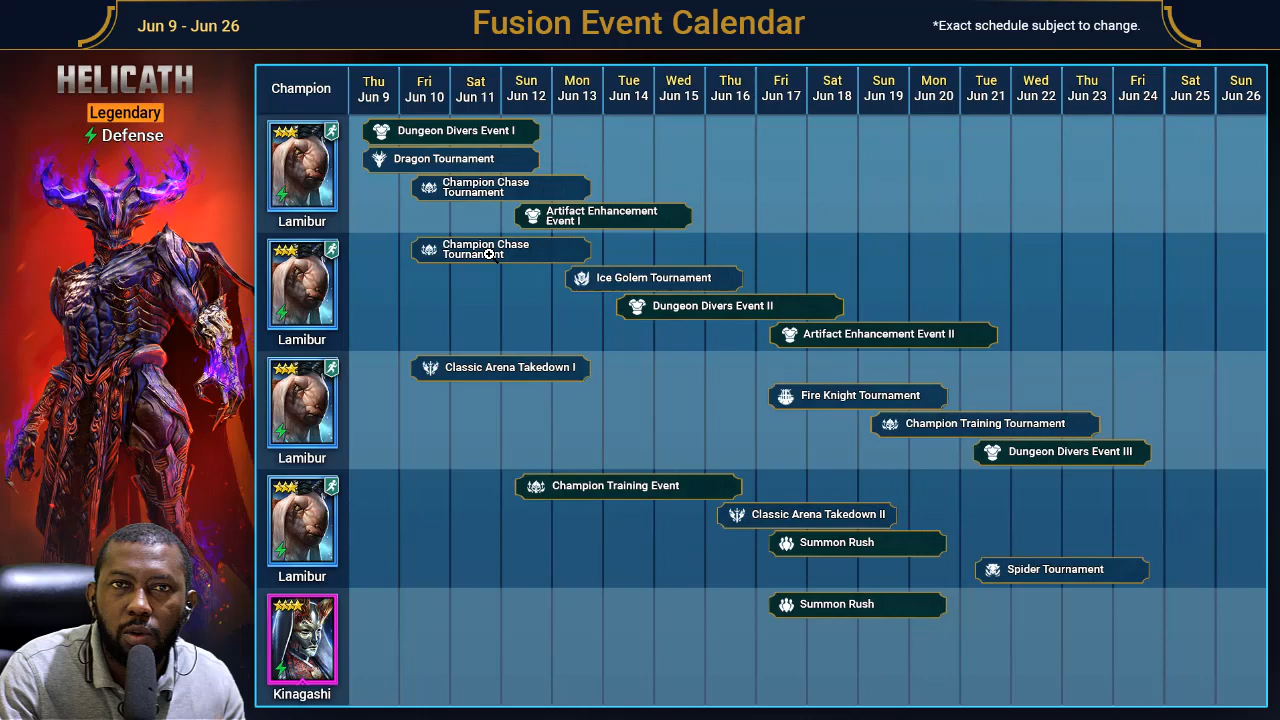 Jun 9 - Jun 26
Fusion Event Calendar
*Exact schedule subject to change.
HELICATH
Legendary
Defense
Champion
Thu
Jun 9
Fri
Jun 10
Sat
Jun 11
Sun
Jun 12
Mon
Jun 13
Tue
Jun 14
Wed
Jun 15
Thu
Jun 16
Fri
Jun 17
Sat
Jun 18
Sun
Jun 19
Mon
Jun 20
Tue
Jun 21
Wed
Jun 22
Thu
Jun 23
Fri
Jun 24
Sat
Jun 25
Sun
Jun 26
Dungeon Divers Event I
Dragon Tournament
Champion Chase
Tournament
Artifact Enhancement
Event I
Lamibur
Champion Chase
Tournament
Ice Golem Tournament
Dungeon Divers Event II
Artifact Enhancement Event II
Lamibur
Classic Arena Takedown I
Fire Knight Tournament
Champion Training Tournament
Dungeon Divers Event III
Lamibur
Champion Training Event
Classic Arena Takedown II
Summon Rush
Spider Tournament
Lamibur
Summon Rush
Kinagashi